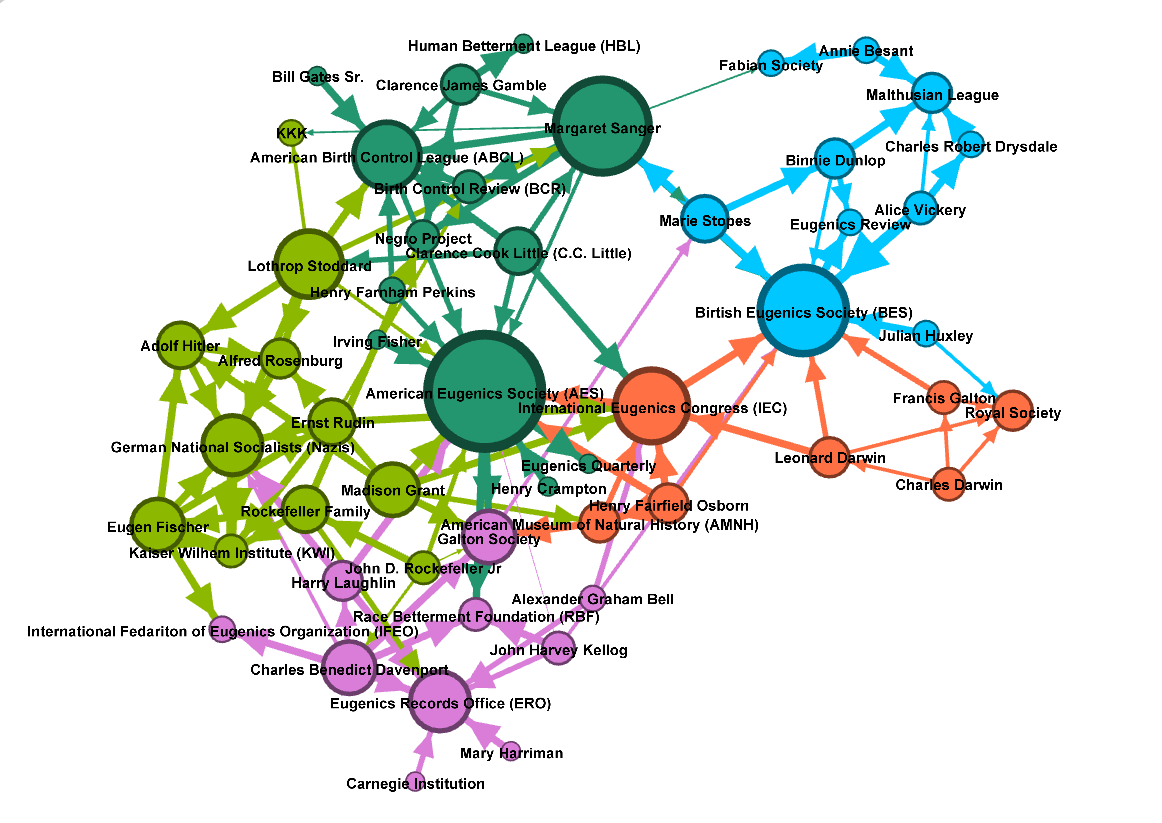 Human Betterment League (HBL)
Annie Besant
Fabian Society
Bill Gates Sr.
Clarence James Gamble
Malthusian League
Margaret Sanger
KKK
Charles Robert Drysdale
American Birth Control League (ABCL)
Binnie Dunlop
Birth Control Review (BCR)
Alice Vickery
Marie Stopes
Eugenics Review
Negro Project
Clarence Cook Little (C.C. Little)
Lothrop Stoddard
Henry Farnham Perkins
Birtish Eugenics Society (BES)
Julian Huxley
Irving Fisher
Adolf Hitler
Alfred Rosenburg
American Eugenics Society (AES)
Francis Galton
International Eugenics Congress (IEC)
Royal Society
Ernst Rudin
German National Socialists (Nazis)
Leonard Darwin
Eugenics Quarterly
Charles Darwin
Henry Crampton
Madison Grant
Henry Fairfield Osborn
Rockefeller Family
American Museum of Natural History (AMNH)
Eugen Fischer
Galton Society
Kaiser Wilhem Institute (KWI)
John D. Rockefeller Jr
Harry Laughlin
Alexander Graham Bell
Race Betterment Foundation (RBF)
International Fedariton of Eugenics Organization (IFEO)
John Harvey Kellog
Charles Benedict Davenport
Eugenics Records Office (ERO)
Mary Harriman
Carnegie Institution